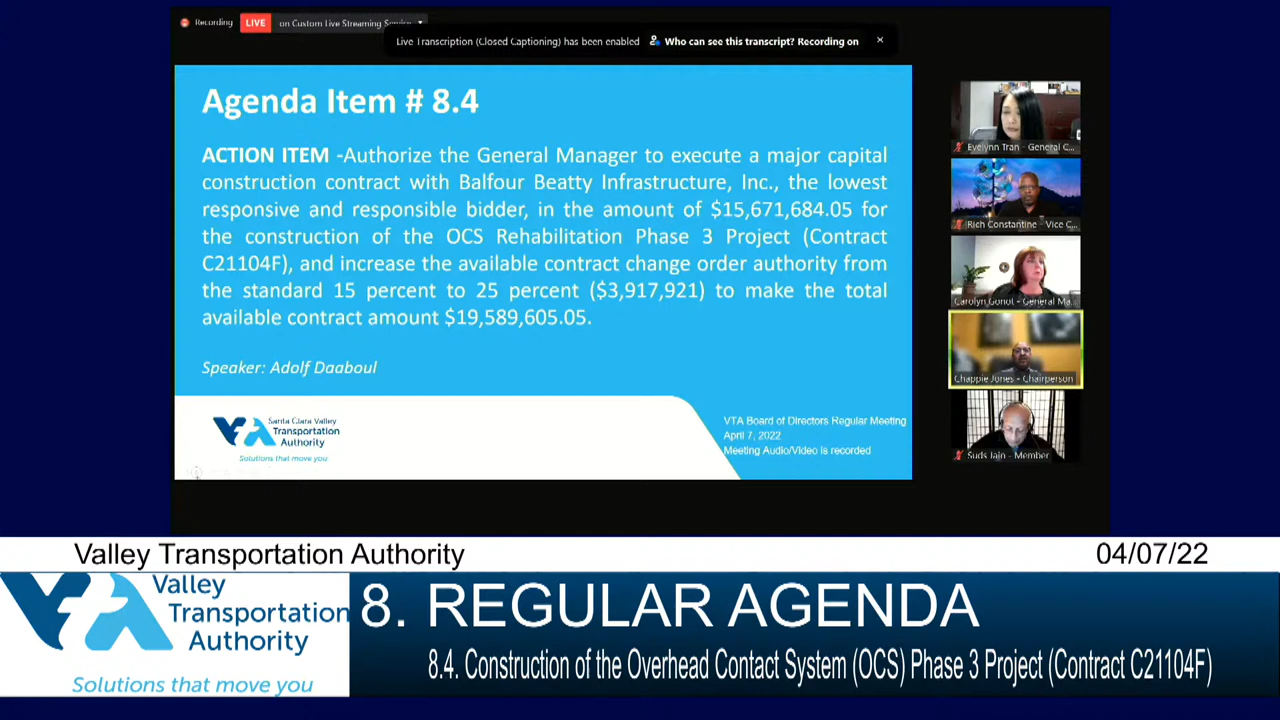 Recording LIVE on Custom Live Streaming Service
Live Transcription (Closed Captioning) has been enabled Who can see this transcript? Recording on
Agenda Item # 8.4
ACTION ITEM -Authorize the General Manager to execute a major capital
construction contract with Balfour Beatty Infrastructure, Inc., the lowest
responsive and responsible bidder, in the amount of $15,671,684.05 for
the construction of the OCS Rehabilitation Phase 3 Project (Contract
C21104F), and increase the available contract change order authority from
the standard 15 percent to 25 percent ($3,917,921) to make the total
available contract amount $19,589,605.05.
Speaker: Adolf Daaboul
VTA
Santa Clara Valley
Transportation
Authority
Solutions that move you
VTA Board of Directors Regular Meeting
April 7, 2022
Meeting Audio/Video is recorded
Evelynn Tran - General C...
Rich Constantine - Vice C...
Carolyn Gonot - General Ma...
Chappie Jones - Chairperson
Suds Jain - Member
Valley Transportation Authority
04/07/22
VTA
Valley
Transportation
Authority
Solutions that move you
8. REGULAR AGENDA
8.4. Construction of the Overhead Contact System (OCS) Phase 3 Project (Contract C21104F)